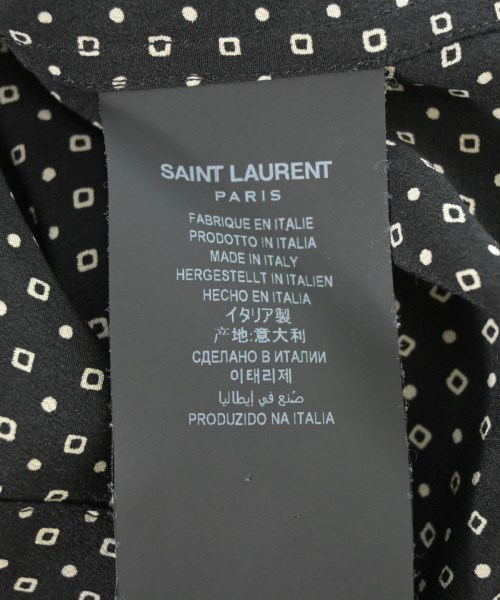 SAINT LAURENT
PARIS
FABRIQUE EN ITALIE
PRODOTTO IN ITALIA
MADE IN ITALY
HERGESTELLT IN ITALIEN
HECHO EN ITALIA
イタリア製
产地:意大利
СДЕЛАНО В ИТАЛИИ
이태리제
صُنع في إيطاليا
PRODUZIDO NA ITALIA